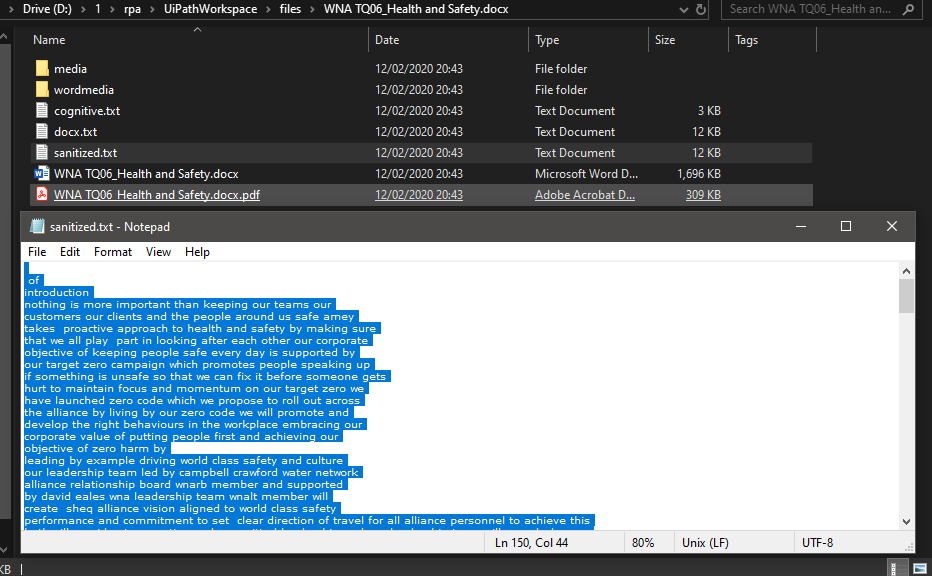 Drive (D:) > 1 > rpa > UiPathWorkspace > files > WNA TQ06_Health and Safety.docx
Search WNA TQ06_Health an...
Name Date Type Size Tags
media 12/02/2020 20:43 File folder
wordmedia 12/02/2020 20:43 File folder
cognitive.txt 12/02/2020 20:43 Text Document 3 KB
docx.txt 12/02/2020 20:43 Text Document 12 KB
sanitized.txt 12/02/2020 20:43 Text Document 12 KB
WNA TQ06_Health and Safety.docx 12/02/2020 20:43 Microsoft Word D... 1,696 KB
WNA TQ06_Health and Safety.docx.pdf 12/02/2020 20:43 Adobe Acrobat D... 309 KB
sanitized.txt - Notepad
File Edit Format View Help
of
introduction
nothing is more important than keeping our teams our
customers our clients and the people around us safe amey
takes proactive approach to health and safety by making sure
that we all play part in looking after each other our corporate
objective of keeping people safe every day is supported by
our target zero campaign which promotes people speaking up
if something is unsafe so that we can fix it before someone gets
hurt to maintain focus and momentum on our target zero we
have launched zero code which we propose to roll out across
the alliance by living by our zero code we will promote and
develop the right behaviours in the workplace embracing our
corporate value of putting people first and achieving our
objective of zero harm by
leading by example driving world class safety and culture
our leadership team led by campbell crawford water network
alliance relationship board wnarb member and supported
by david eales wna leadership team wnalt member will
create sheq alliance vision aligned to world class safety
performance and commitment to set clear direction of travel for all alliance personnel to achieve this
Ln 150, Col 44 80% Unix (LF) UTF-8
KB